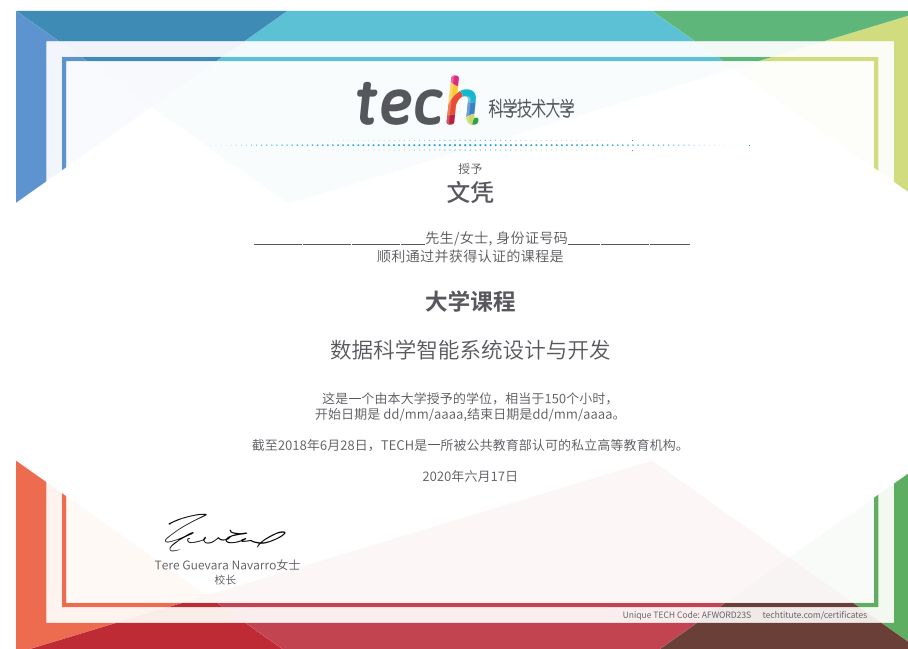 tech 科学技术大学
授予
文凭
______________________先生/女士, 身份证号码_______________
顺利通过并获得认证的课程是
大学课程
数据科学智能系统设计与开发
这是一个由本大学授予的学位，相当于150个小时，
开始日期是 dd/mm/aaaa,结束日期是dd/mm/aaaa。
截至2018年6月28日，TECH是一所被公共教育部认可的私立高等教育机构。
2020年六月17日
Tere Guevara Navarro女士
校长
Unique TECH Code: AFWORD23S techtitute.com/certificates